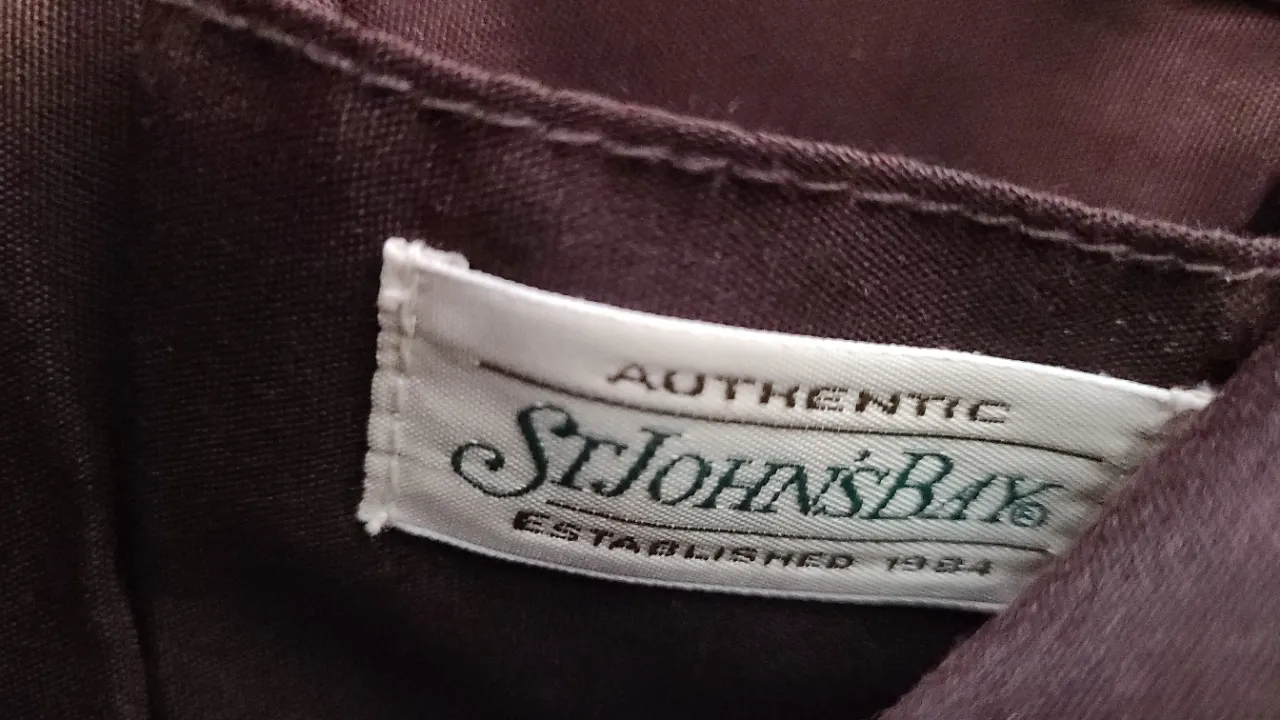 AUTHENTIC
ST JOHN'S BAY®
ESTABLISHED 1984